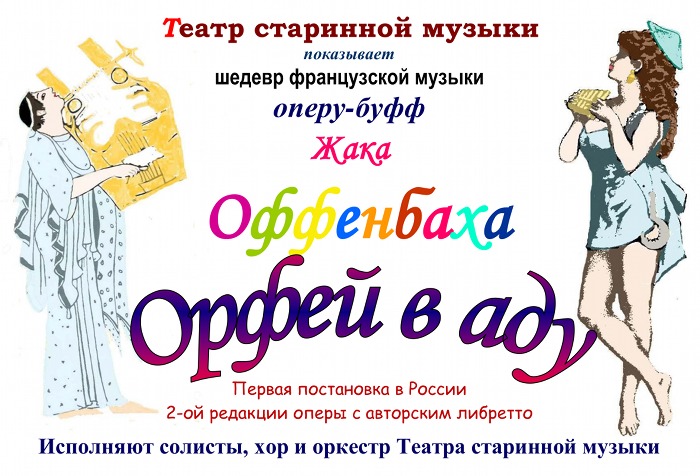 Театр старинной музыки
показывает
шедевр французской музыки
оперу-буфф
Жака
Оффенбаха
Орфей в аду
Первая постановка в России
2-ой редакции оперы с авторским либретто
Исполняют солисты, хор и оркестр Театра старинной музыки